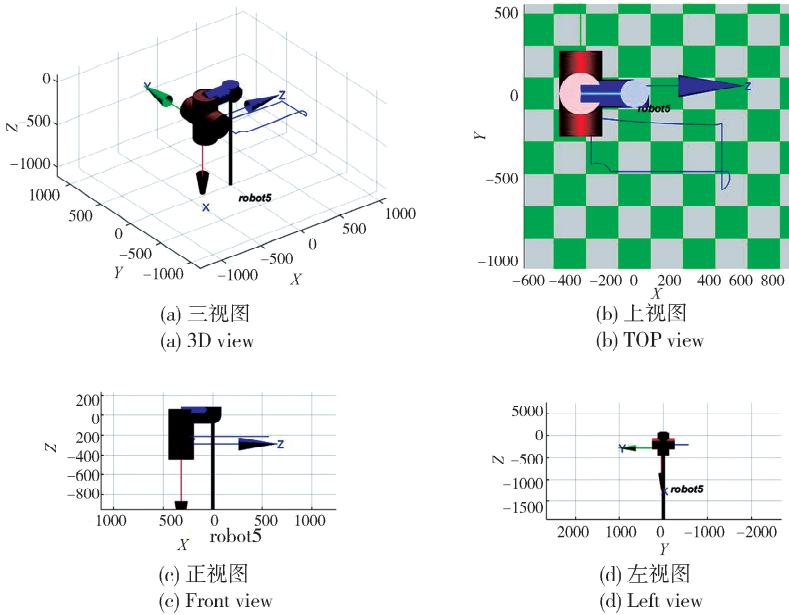 0
−500
−1000
Z
1000
500
0
−500
−1000
Y
−1000
−500
0
500
1000
X
Y
Z
X
robot5
(a) 三视图
(a) 3D view
500
0
−500
−1000
Y
−600 −400 −200 0 200 400 600 800
X
Z
robot5
(b) 上视图
(b) TOP view
200
0
200
−400
−600
−800
Z
1000 500 0 500 1000
X
Z
robot5
(c) 正视图
(c) Front view
5000
0
−500
−1000
−1500
Z
2000 1000 0 −1000 −2000
Y
Y
X
robot5
(d) 左视图
(d) Left view